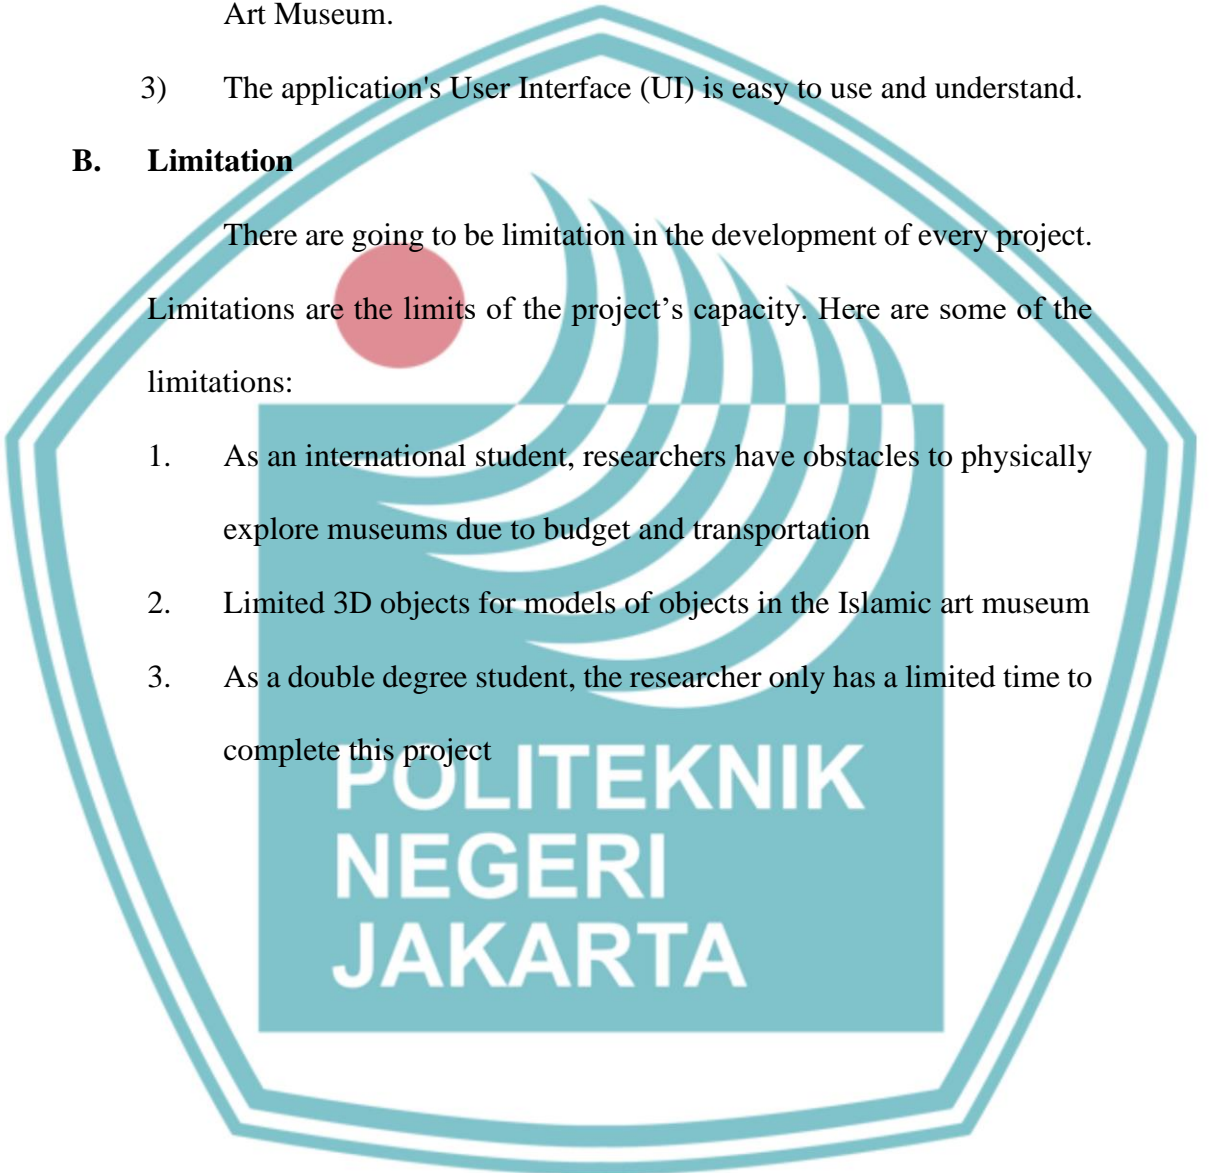 Art Museum.
3) The application's User Interface (UI) is easy to use and understand.
B. Limitation
There are going to be limitation in the development of every project.
Limitations are the limits of the project’s capacity. Here are some of the
limitations:
1. As an international student, researchers have obstacles to physically
explore museums due to budget and transportation
2. Limited 3D objects for models of objects in the Islamic art museum
3. As a double degree student, the researcher only has a limited time to
complete this project
POLITEKNIK
NEGERI
JAKARTA